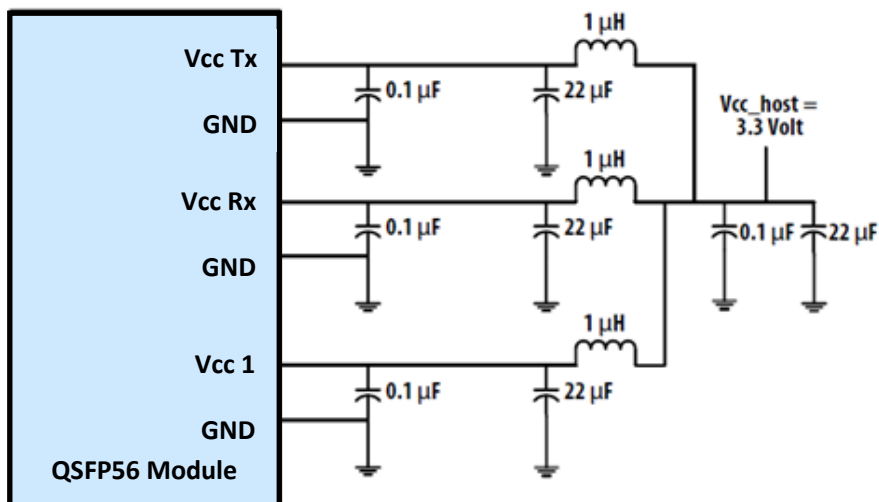 1 µH
Vcc Tx
0.1 µF
22 µF
Vcc_host =
3.3 Volt
GND
1 µH
Vcc Rx
0.1 µF
22 µF
0.1 µF
22 µF
GND
1 µH
Vcc 1
0.1 µF
22 µF
GND
QSFP56 Module